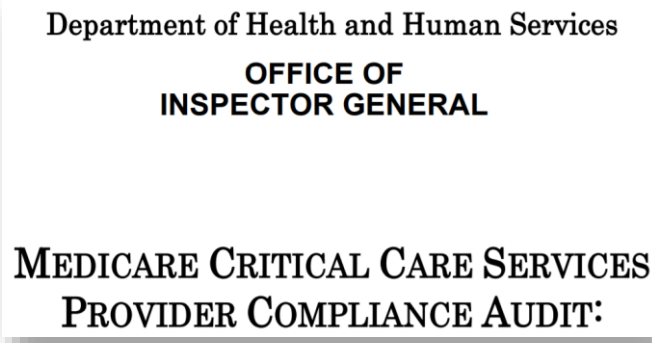 Department of Health and Human Services
OFFICE OF
INSPECTOR GENERAL
MEDICARE CRITICAL CARE SERVICES
PROVIDER COMPLIANCE AUDIT: